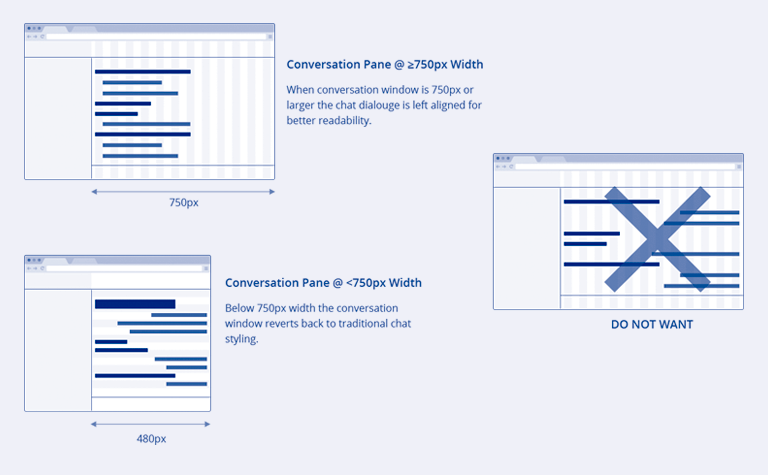 Conversation Pane @ ≥750px Width
When conversation window is 750px or
larger the chat dialouge is left aligned for
better readability.
750px
DO NOT WANT
Conversation Pane @ <750px Width
Below 750px width the conversation
window reverts back to traditional chat
styling.
480px